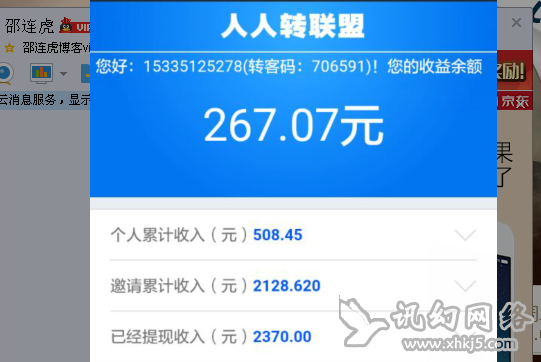 邵连虎 VIP
人人转联盟
邵连虎博客vi
您好：15335125278(转客码：706591)！您的收益余额
奖励!
云消息服务，显示
京东
267.07元
果
了
个人累计收入（元）508.45
邀请累计收入（元）2128.620
已经提现收入（元）2370.00
讯幻网络
www.xhkj5.com